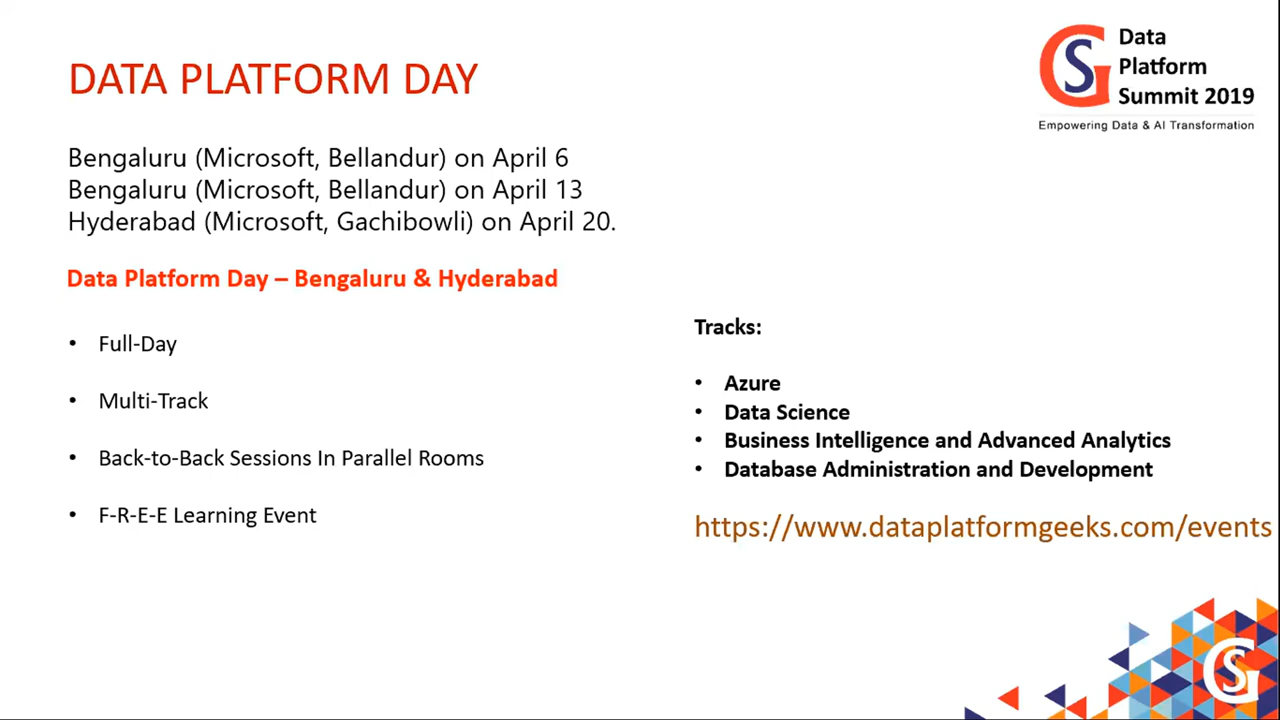 DATA PLATFORM DAY
Data
Platform
Summit 2019
Empowering Data & AI Transformation
Bengaluru (Microsoft, Bellandur) on April 6
Bengaluru (Microsoft, Bellandur) on April 13
Hyderabad (Microsoft, Gachibowli) on April 20.
Data Platform Day – Bengaluru & Hyderabad
• Full-Day
• Multi-Track
• Back-to-Back Sessions In Parallel Rooms
• F-R-E-E Learning Event
Tracks:
• Azure
• Data Science
• Business Intelligence and Advanced Analytics
• Database Administration and Development
https://www.dataplatformgeeks.com/events